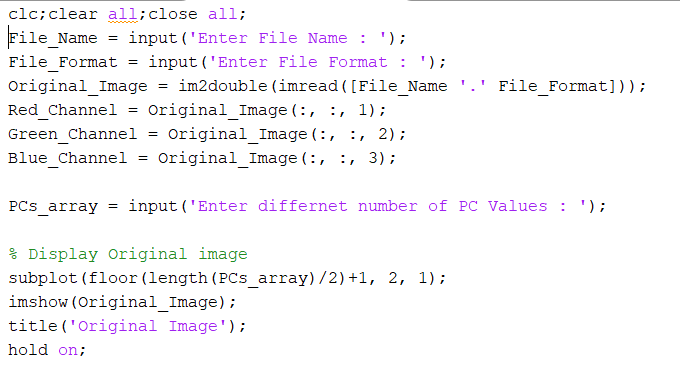 clc;clear all;close all;
File_Name = input('Enter File Name : ');
File_Format = input('Enter File Format : ');
Original_Image = im2double(imread([File_Name '.' File_Format]));
Red_Channel = Original_Image(:, :, 1);
Green_Channel = Original_Image(:, :, 2);
Blue_Channel = Original_Image(:, :, 3);
PCs_array = input('Enter differnet number of PC Values : ');
% Display Original image
subplot(floor(length(PCs_array)/2)+1, 2, 1);
imshow(Original_Image);
title('Original Image');
hold on;